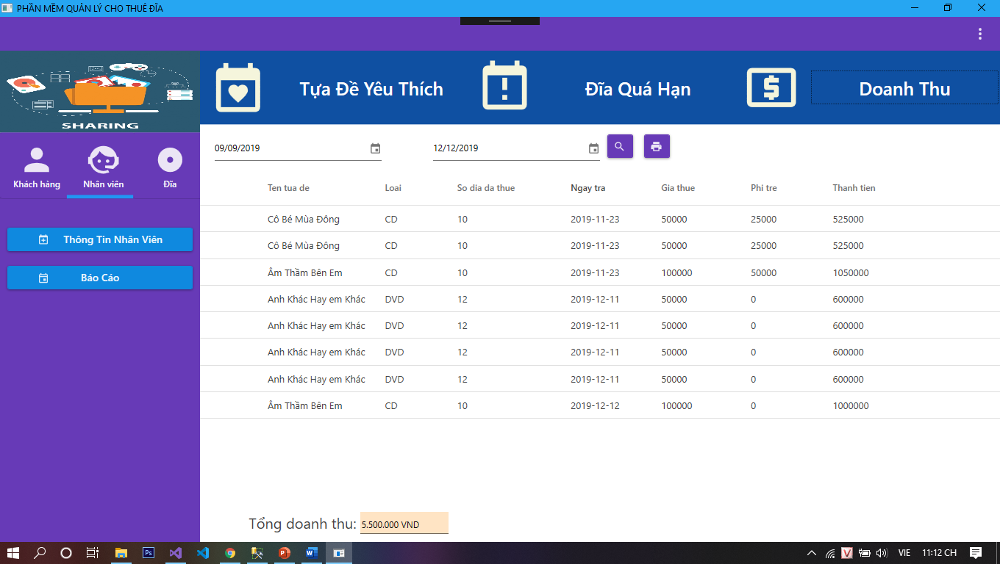 PHẦN MỀM QUẢN LÝ CHO THUÊ ĐĨA
SHARING
Tựa Đề Yêu Thích
Đĩa Quá Hạn
Doanh Thu
Khách hàng
Nhân viên
Đĩa
Thông Tin Nhân Viên
Báo Cáo
09/09/2019
12/12/2019
Ten tua de Loai So dia da thue Ngay tra Gia thue Phi tre Thanh tien
Cô Bé Mùa Đông CD 10 2019-11-23 50000 25000 525000
Cô Bé Mùa Đông CD 10 2019-11-23 50000 25000 525000
Âm Thầm Bên Em CD 10 2019-11-23 100000 50000 1050000
Anh Khác Hay em Khác DVD 12 2019-12-11 50000 0 600000
Anh Khác Hay em Khác DVD 12 2019-12-11 50000 0 600000
Anh Khác Hay em Khác DVD 12 2019-12-11 50000 0 600000
Anh Khác Hay em Khác DVD 12 2019-12-11 50000 0 600000
Âm Thầm Bên Em CD 10 2019-12-12 100000 0 1000000
Tổng doanh thu: 5.500.000 VND
VIE 11:12 CH